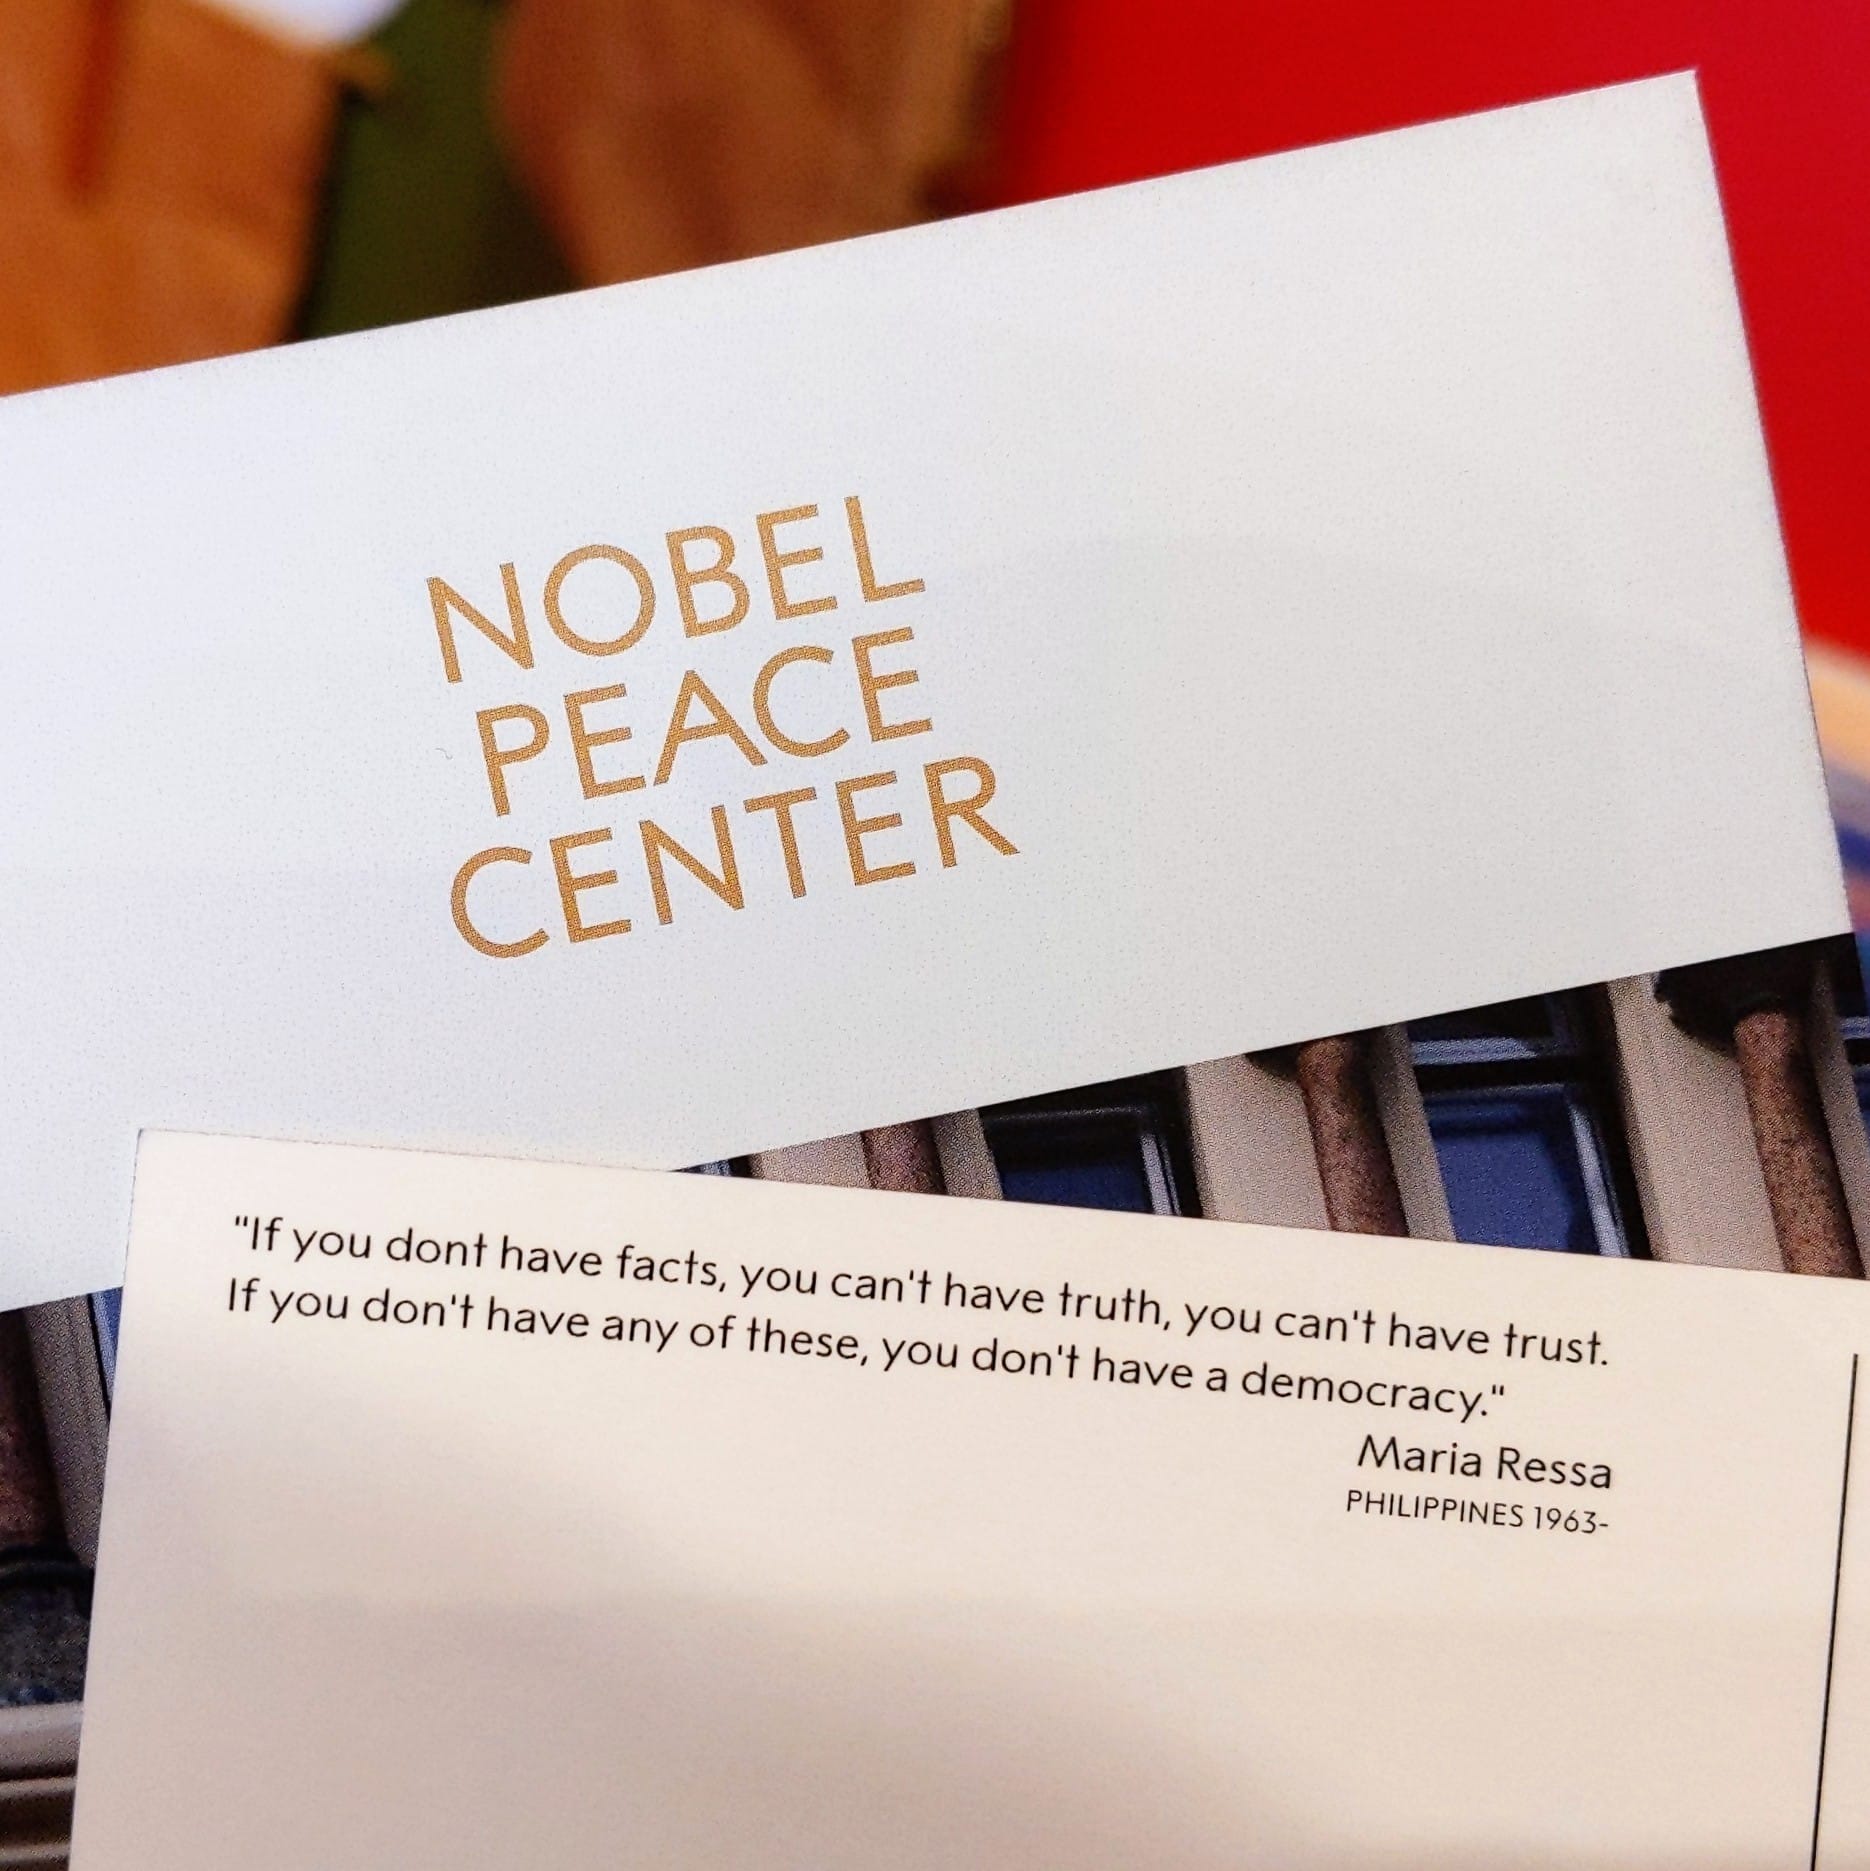 NOBEL
PEACE
CENTER
"If you dont have facts, you can't have truth, you can't have trust.
If you don't have any of these, you don't have a democracy."
Maria Ressa
PHILIPPINES 1963-